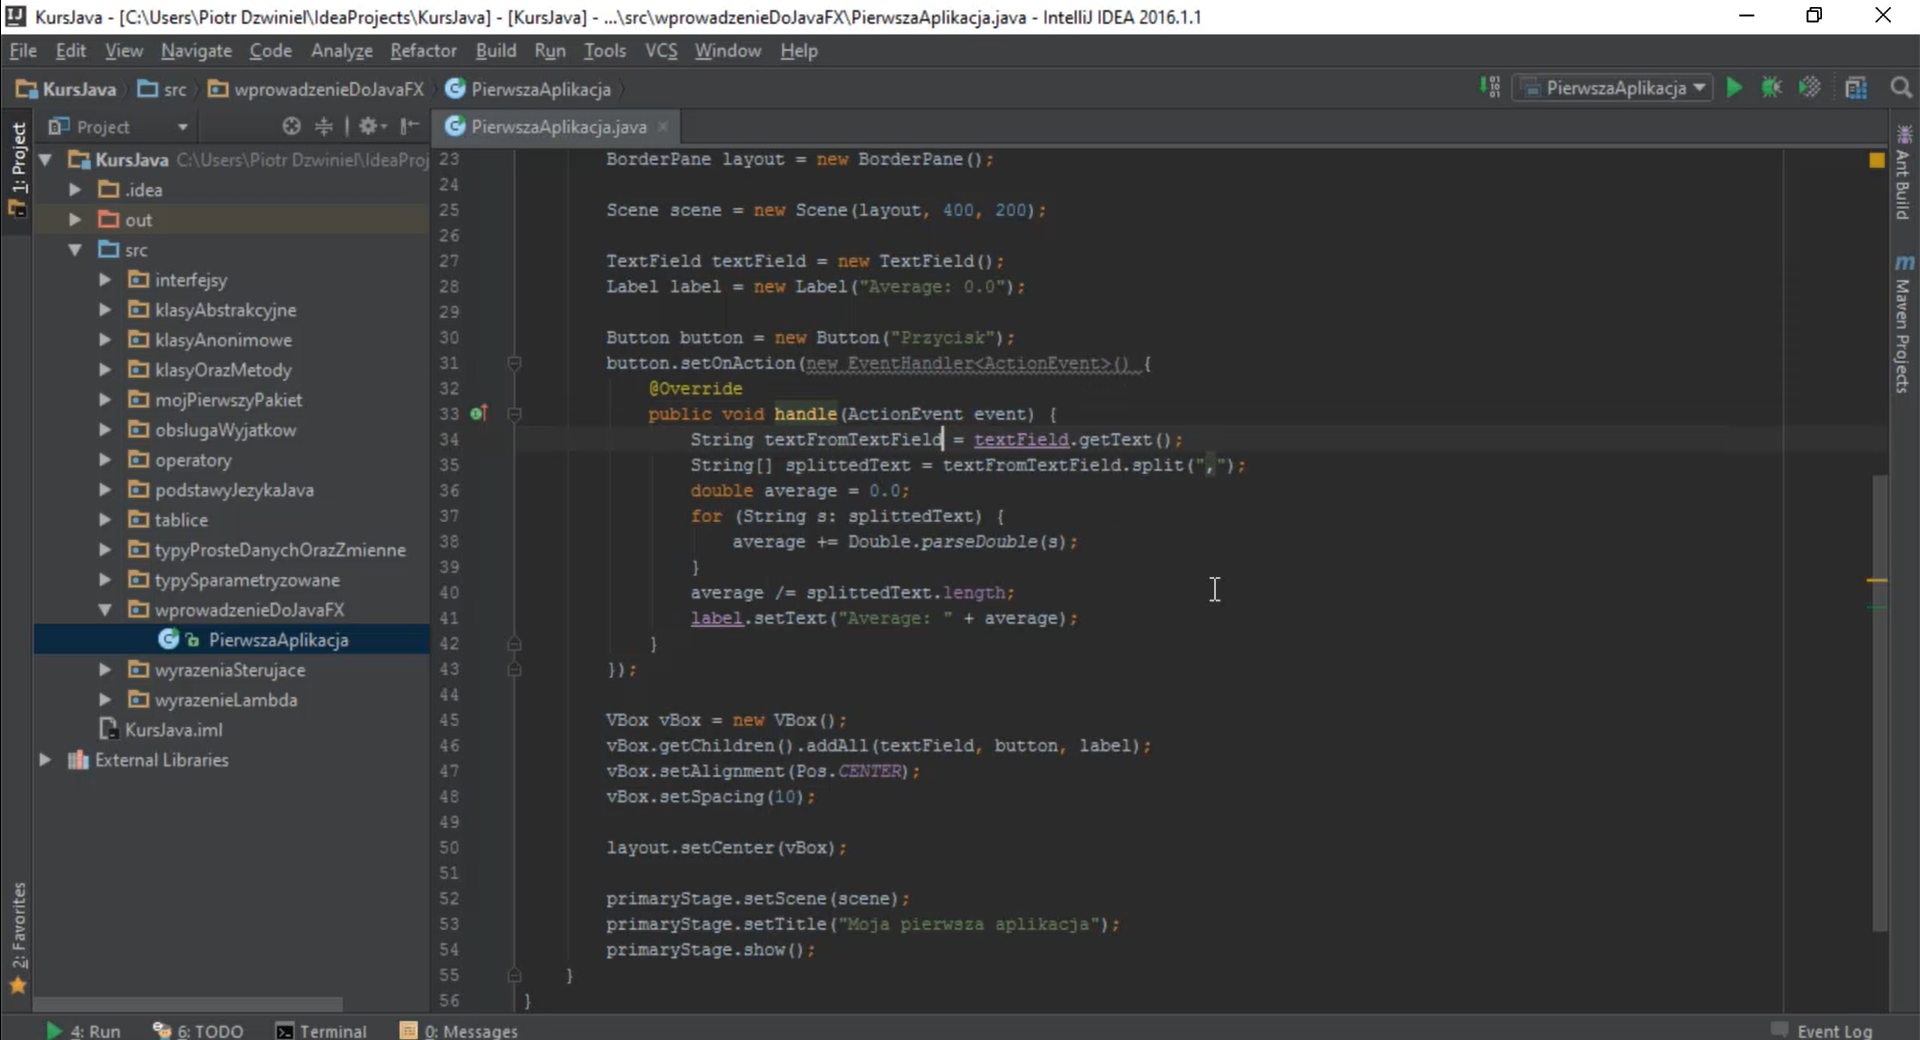 KursJava - [C:\Users\Piotr Dzwiniel\IdeaProjects\KursJava] - [KursJava] - ...\src\wprowadzenieDoJavaFX\PierwszaAplikacja.java - IntelliJ IDEA 2016.1.1
File Edit View Navigate Code Analyze Refactor Build Run Tools VCS Window Help
KursJava src wprowadzenieDoJavaFX PierwszaAplikacja PierwszaAplikacja
1: Project
Project
PierwszaAplikacja.java
KursJava C:\Users\Piotr Dzwiniel\IdeaProj
.idea
out
src
interfejsy
klasyAbstrakcyjne
klasyAnonimowe
klasyOrazMetody
mojPierwszyPakiet
obslugaWyjatkow
operatory
podstawyJezykaJava
tablice
typyProsteDanychOrazZmienne
typySparametryzowane
wprowadzenieDoJavaFX
PierwszaAplikacja
wyrazeniaSterujace
wyrazenieLambda
KursJava.iml
External Libraries
2: Favorites
23 BorderPane layout = new BorderPane();
24
25 Scene scene = new Scene(layout, 400, 200);
26
27 TextField textField = new TextField();
28 Label label = new Label("Average: 0.0");
29
30 Button button = new Button("Przycisk");
31 button.setOnAction(new EventHandler<ActionEvent>() {
32 @Override
33 public void handle(ActionEvent event) {
34 String textFromTextField = textField.getText();
35 String[] splittedText = textFromTextField.split(",");
36 double average = 0.0;
37 for (String s: splittedText) {
38 average += Double.parseDouble(s);
39 }
40 average /= splittedText.length;
41 label.setText("Average: " + average);
42 }
43 });
44
45 VBox vBox = new VBox();
46 vBox.getChildren().addAll(textField, button, label);
47 vBox.setAlignment(Pos.CENTER);
48 vBox.setSpacing(10);
49
50 layout.setCenter(vBox);
51
52 primaryStage.setScene(scene);
53 primaryStage.setTitle("Moja pierwsza aplikacja");
54 primaryStage.show();
55 }
56 }
Ant Build
Maven Projects
4: Run 6: TODO Terminal 0: Messages Event Log